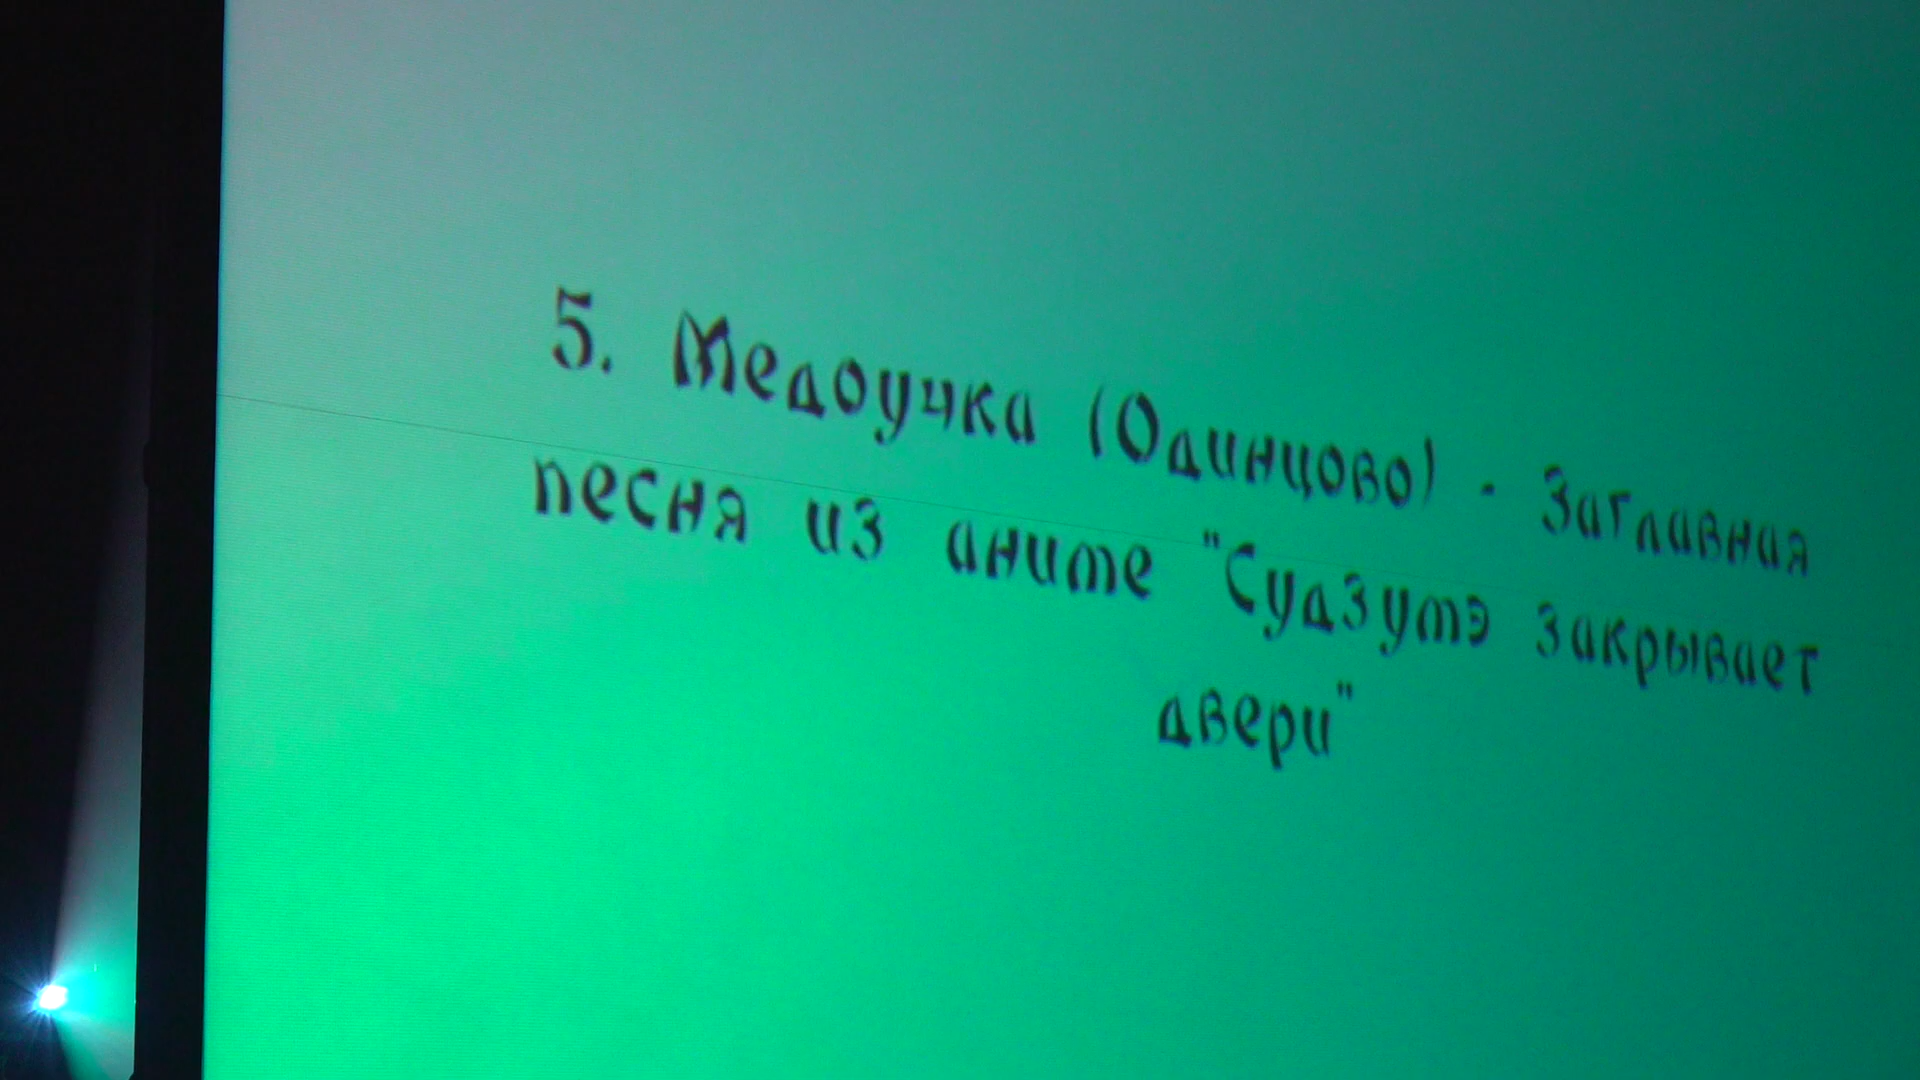 5. Медоучка (Одинцово) - Заглавная
песня из аниме "Судзумэ закрывает
двери"